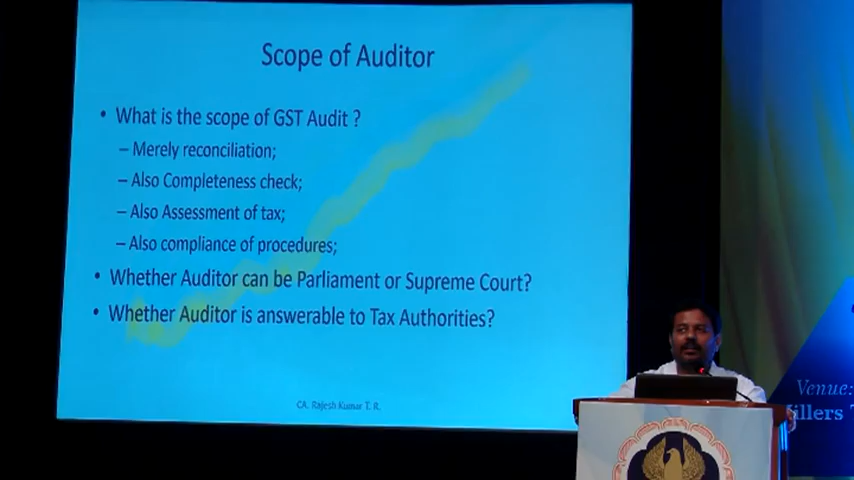 Scope of Auditor
• What is the scope of GST Audit ?
– Merely reconciliation;
– Also Completeness check;
– Also Assessment of tax;
– Also compliance of procedures;
• Whether Auditor can be Parliament or Supreme Court?
• Whether Auditor is answerable to Tax Authorities?
CA. Rajesh Kumar T. R.
Venue:
illers